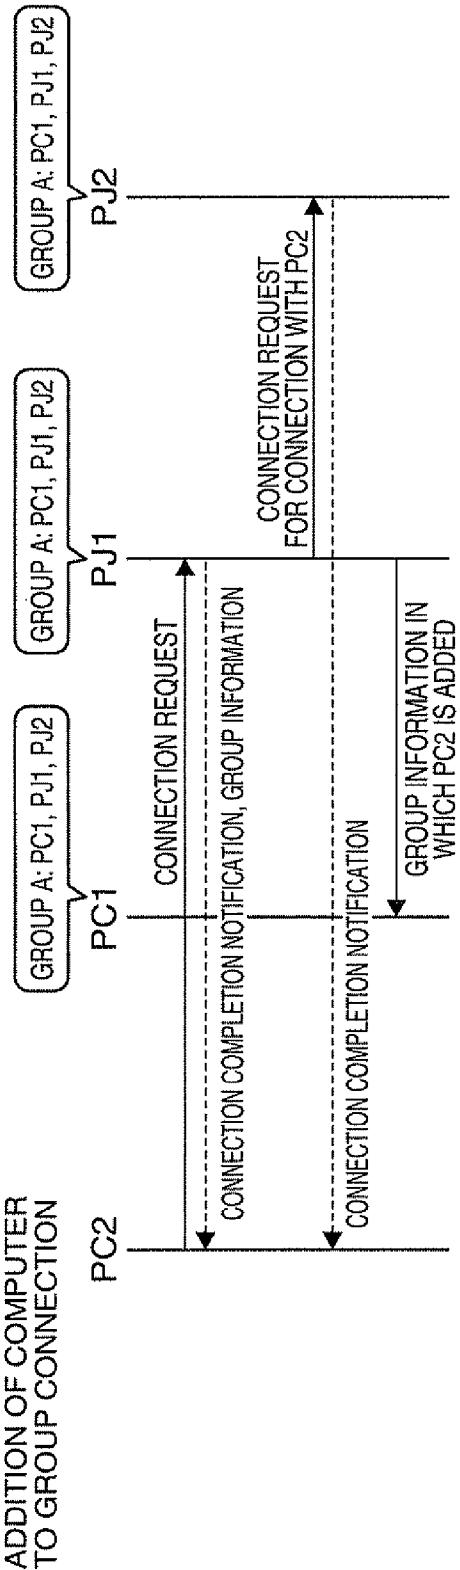 ADDITION OF COMPUTER
TO GROUP CONNECTION
GROUP A: PC1, PJ1, PJ2
GROUP A: PC1, PJ1, PJ2
GROUP A: PC1, PJ1, PJ2
PC2
PC1
PJ1
PJ2
CONNECTION REQUEST
CONNECTION COMPLETION NOTIFICATION, GROUP INFORMATION
CONNECTION REQUEST
FOR CONNECTION WITH PC2
CONNECTION COMPLETION NOTIFICATION
GROUP INFORMATION IN
WHICH PC2 IS ADDED